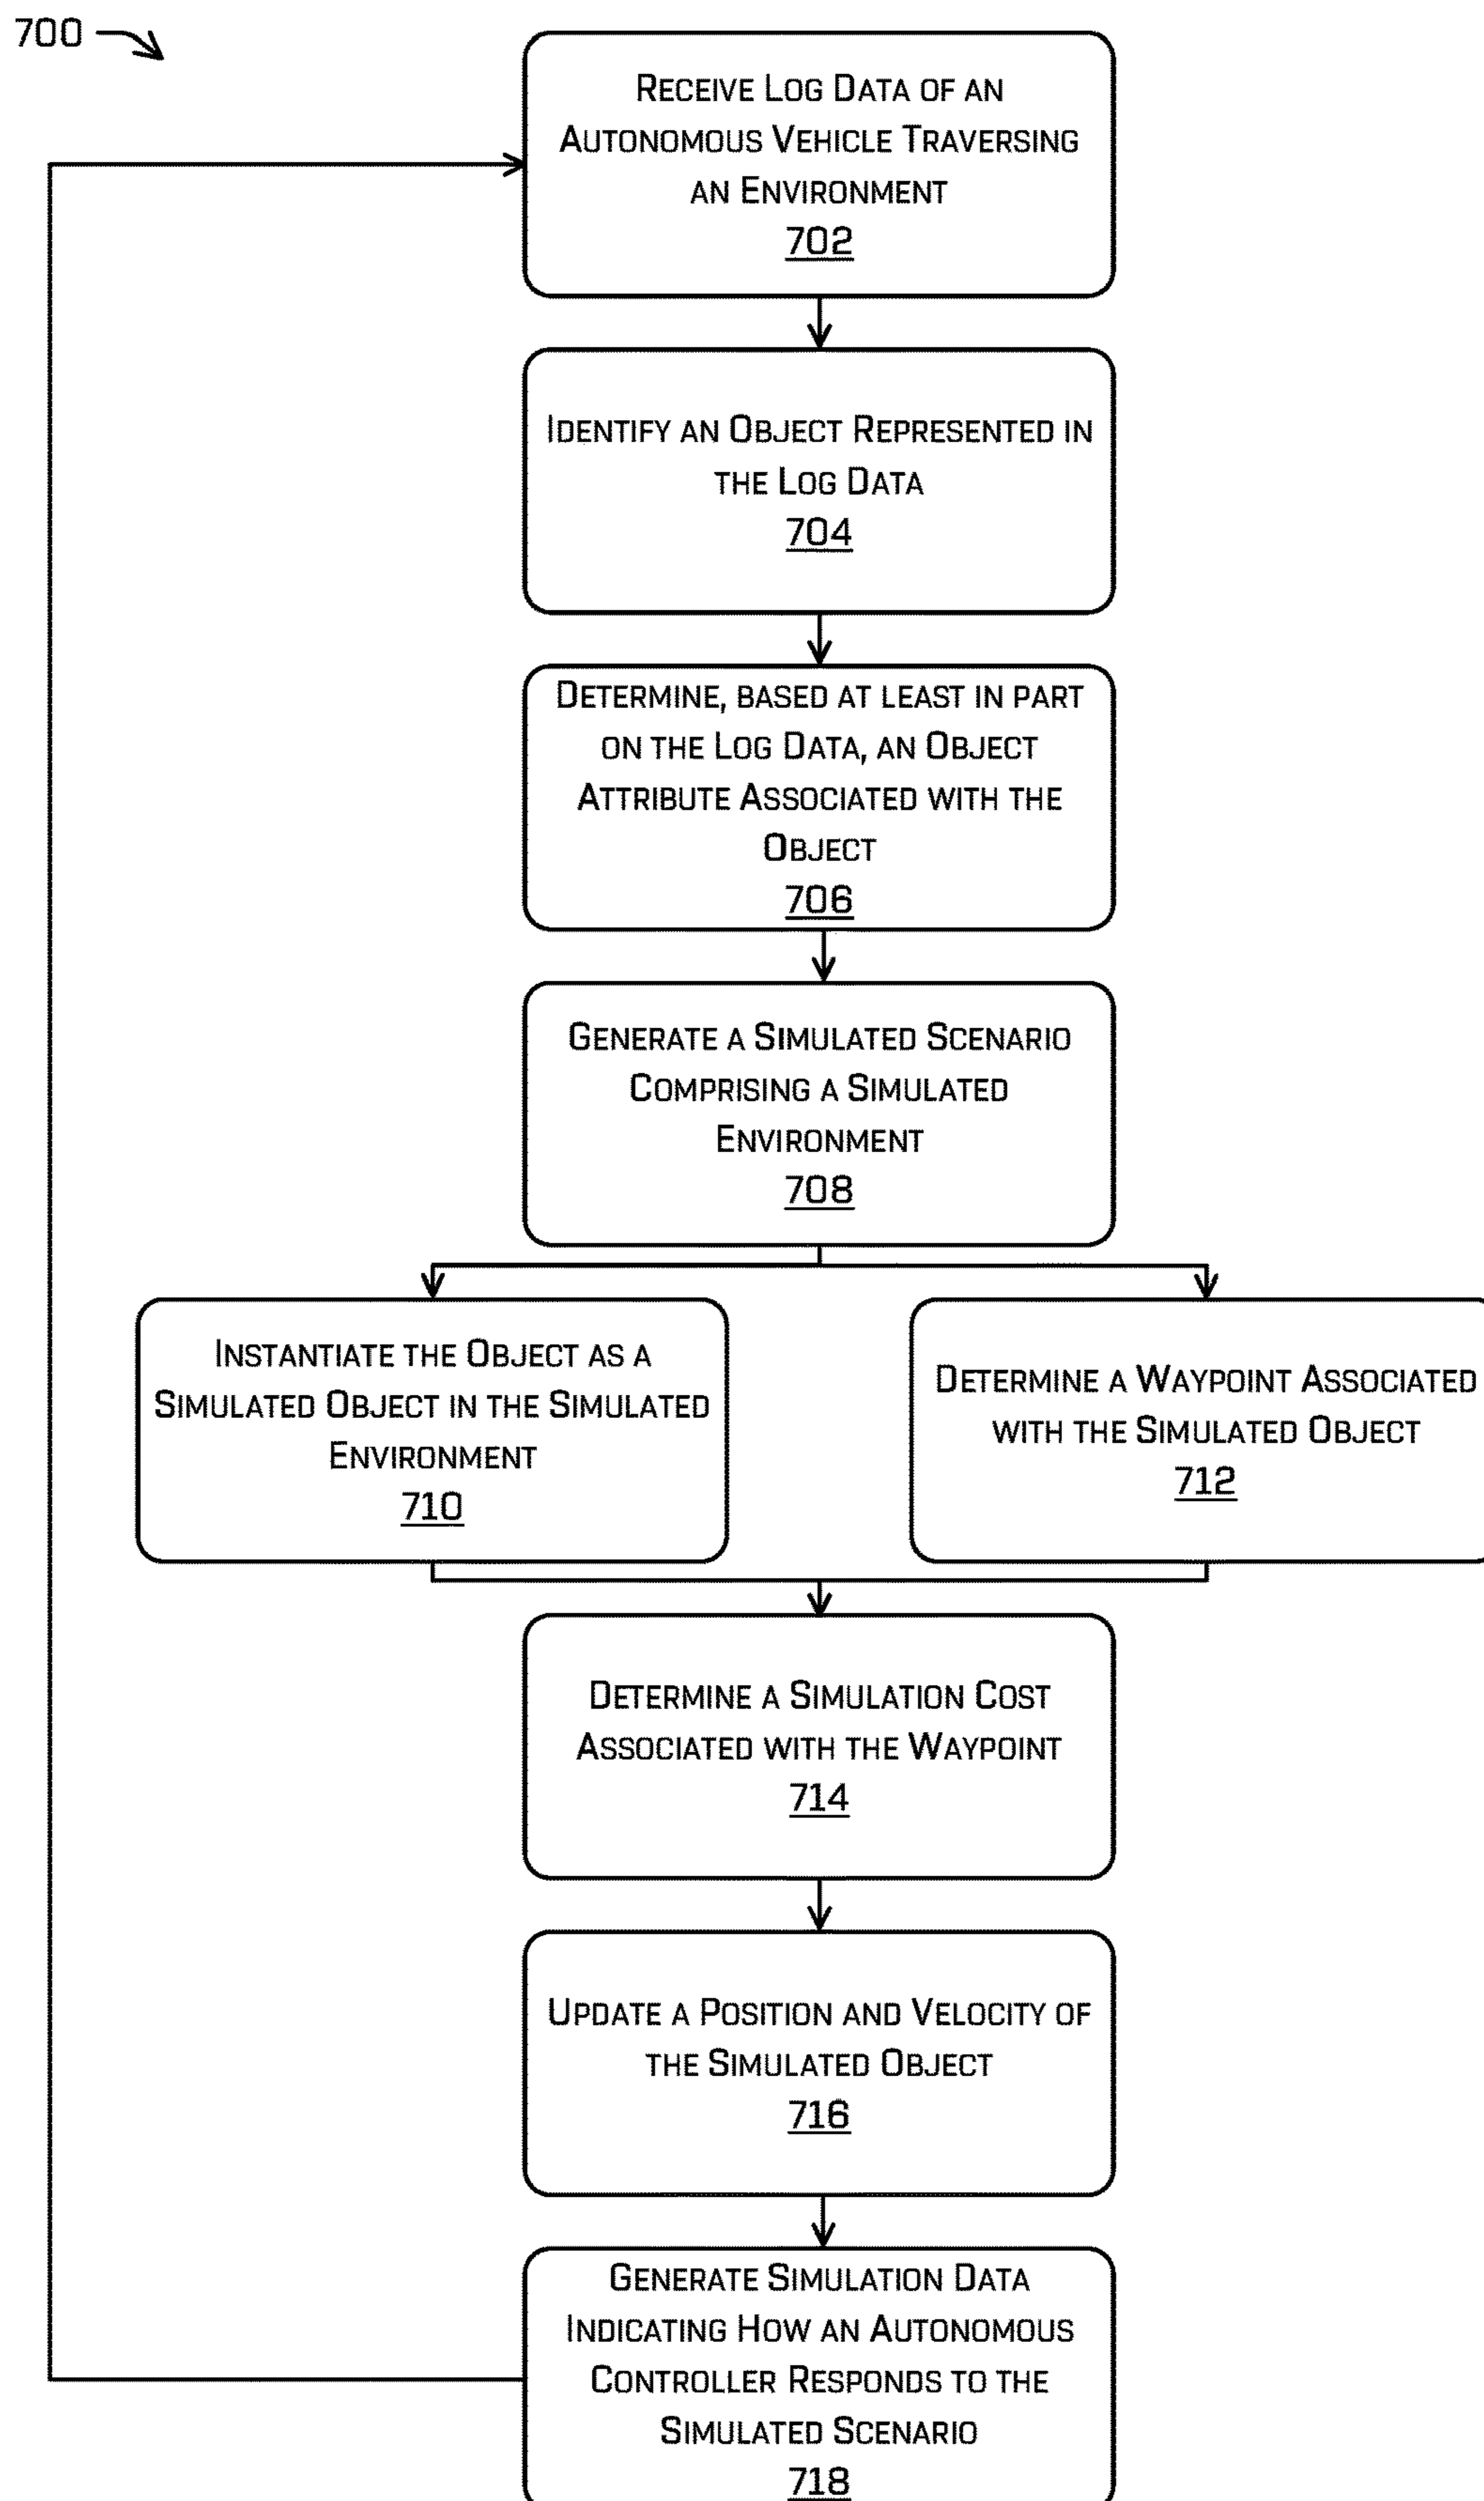 700
RECEIVE LOG DATA OF AN
AUTONOMOUS VEHICLE TRAVERSING
AN ENVIRONMENT
702
IDENTIFY AN OBJECT REPRESENTED IN
THE LOG DATA
704
DETERMINE, BASED AT LEAST IN PART
ON THE LOG DATA, AN OBJECT
ATTRIBUTE ASSOCIATED WITH THE
OBJECT
706
GENERATE A SIMULATED SCENARIO
COMPRISING A SIMULATED
ENVIRONMENT
708
INSTANTIATE THE OBJECT AS A
SIMULATED OBJECT IN THE SIMULATED
ENVIRONMENT
710
DETERMINE A WAYPOINT ASSOCIATED
WITH THE SIMULATED OBJECT
712
DETERMINE A SIMULATION COST
ASSOCIATED WITH THE WAYPOINT
714
UPDATE A POSITION AND VELOCITY OF
THE SIMULATED OBJECT
716
GENERATE SIMULATION DATA
INDICATING HOW AN AUTONOMOUS
CONTROLLER RESPONDS TO THE
SIMULATED SCENARIO
718